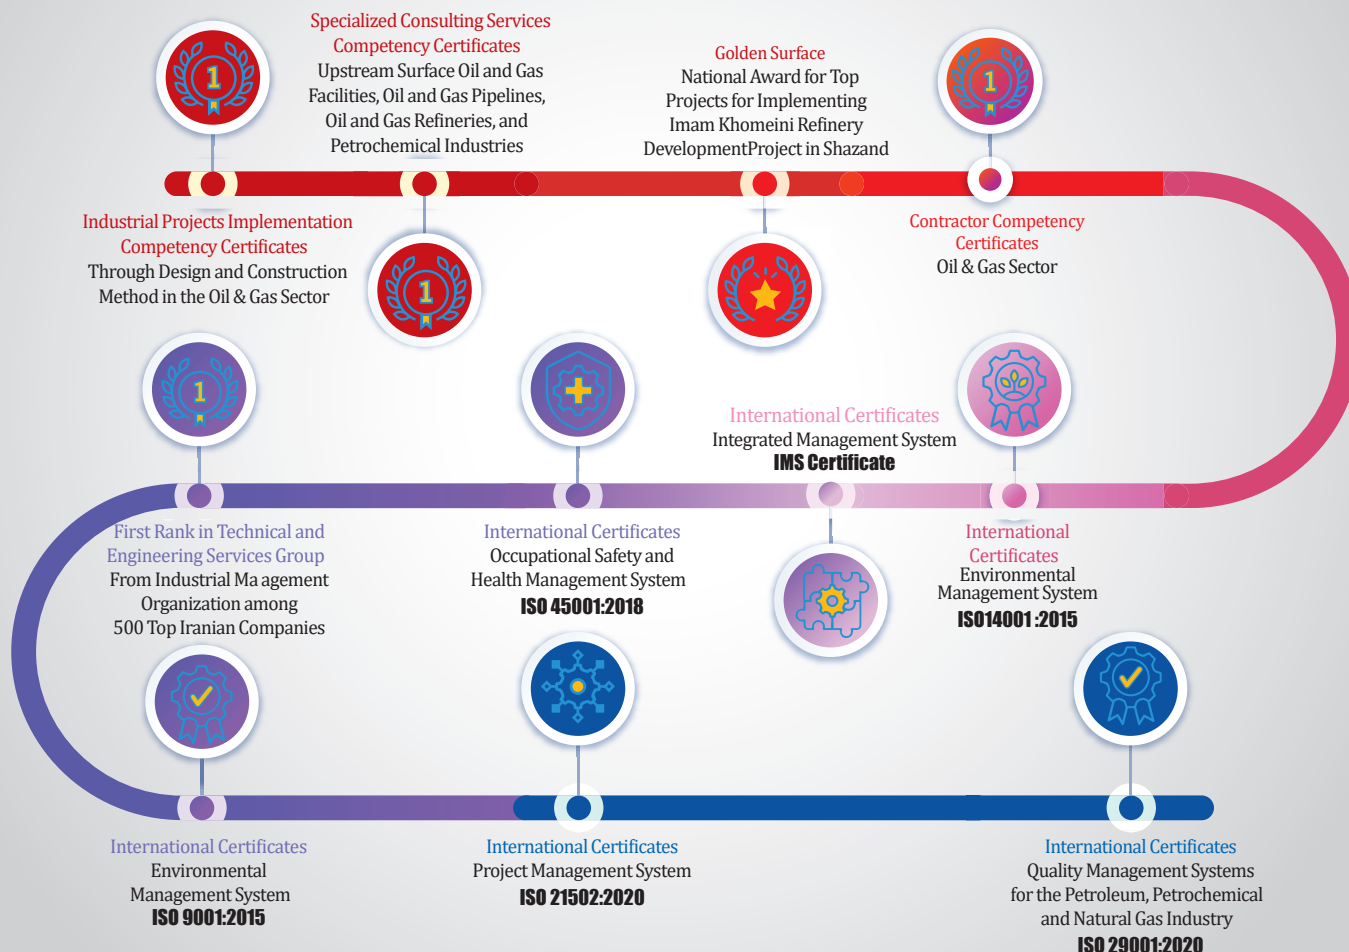 Specialized Consulting Services
Competency Certificates
Upstream Surface Oil and Gas
Facilities, Oil and Gas Pipelines,
Oil and Gas Refineries, and
Petrochemical Industries
Golden Surface
National Award for Top
Projects for Implementing
Imam Khomeini Refinery
DevelopmentProject in Shazand
1
1
Industrial Projects Implementation
Competency Certificates
Through Design and Construction
Method in the Oil & Gas Sector
1
Contractor Competency
Certificates
Oil & Gas Sector
1
International Certificates
Integrated Management System
IMS Certificate
First Rank in Technical and
Engineering Services Group
From Industrial Ma agement
Organization among
500 Top Iranian Companies
International Certificates
Occupational Safety and
Health Management System
ISO 45001:2018
International
Certificates
Environmental
Management System
ISO14001 :2015
International Certificates
Environmental
Management System
ISO 9001:2015
International Certificates
Project Management System
ISO 21502:2020
International Certificates
Quality Management Systems
for the Petroleum, Petrochemical
and Natural Gas Industry
ISO 29001:2020